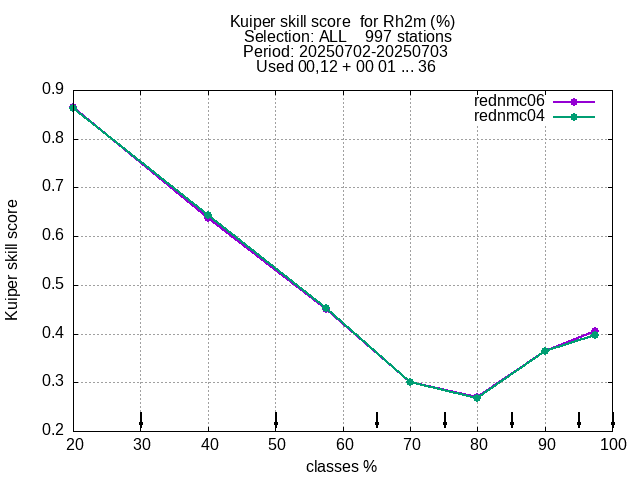 Kuiper skill score  for Rh2m (%)
Selection: ALL    997 stations
Period: 20250702-20250703
Used 00,12 + 00 01 ... 36
rednmc06
rednmc04
0.9
0.8
0.7
0.6
0.5
0.4
0.3
0.2
Kuiper skill score
20 30 40 50 60 70 80 90 100
classes %